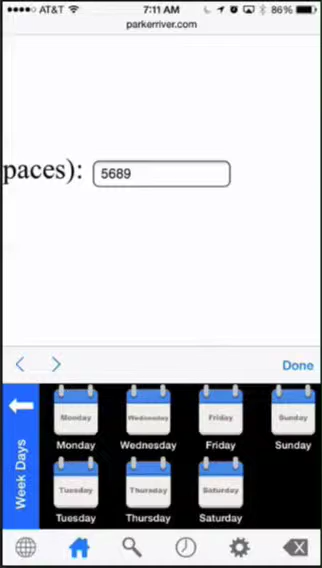 AT&T 7:11 AM 86%
parkerriver.com
paces): 5689
Done
Week Days
Monday Wednesday Friday Sunday
Monday Wednesday Friday Sunday
Tuesday Thursday Saturday
Tuesday Thursday Saturday